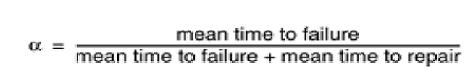 α = mean time to failure
mean time to failure + mean time to repair